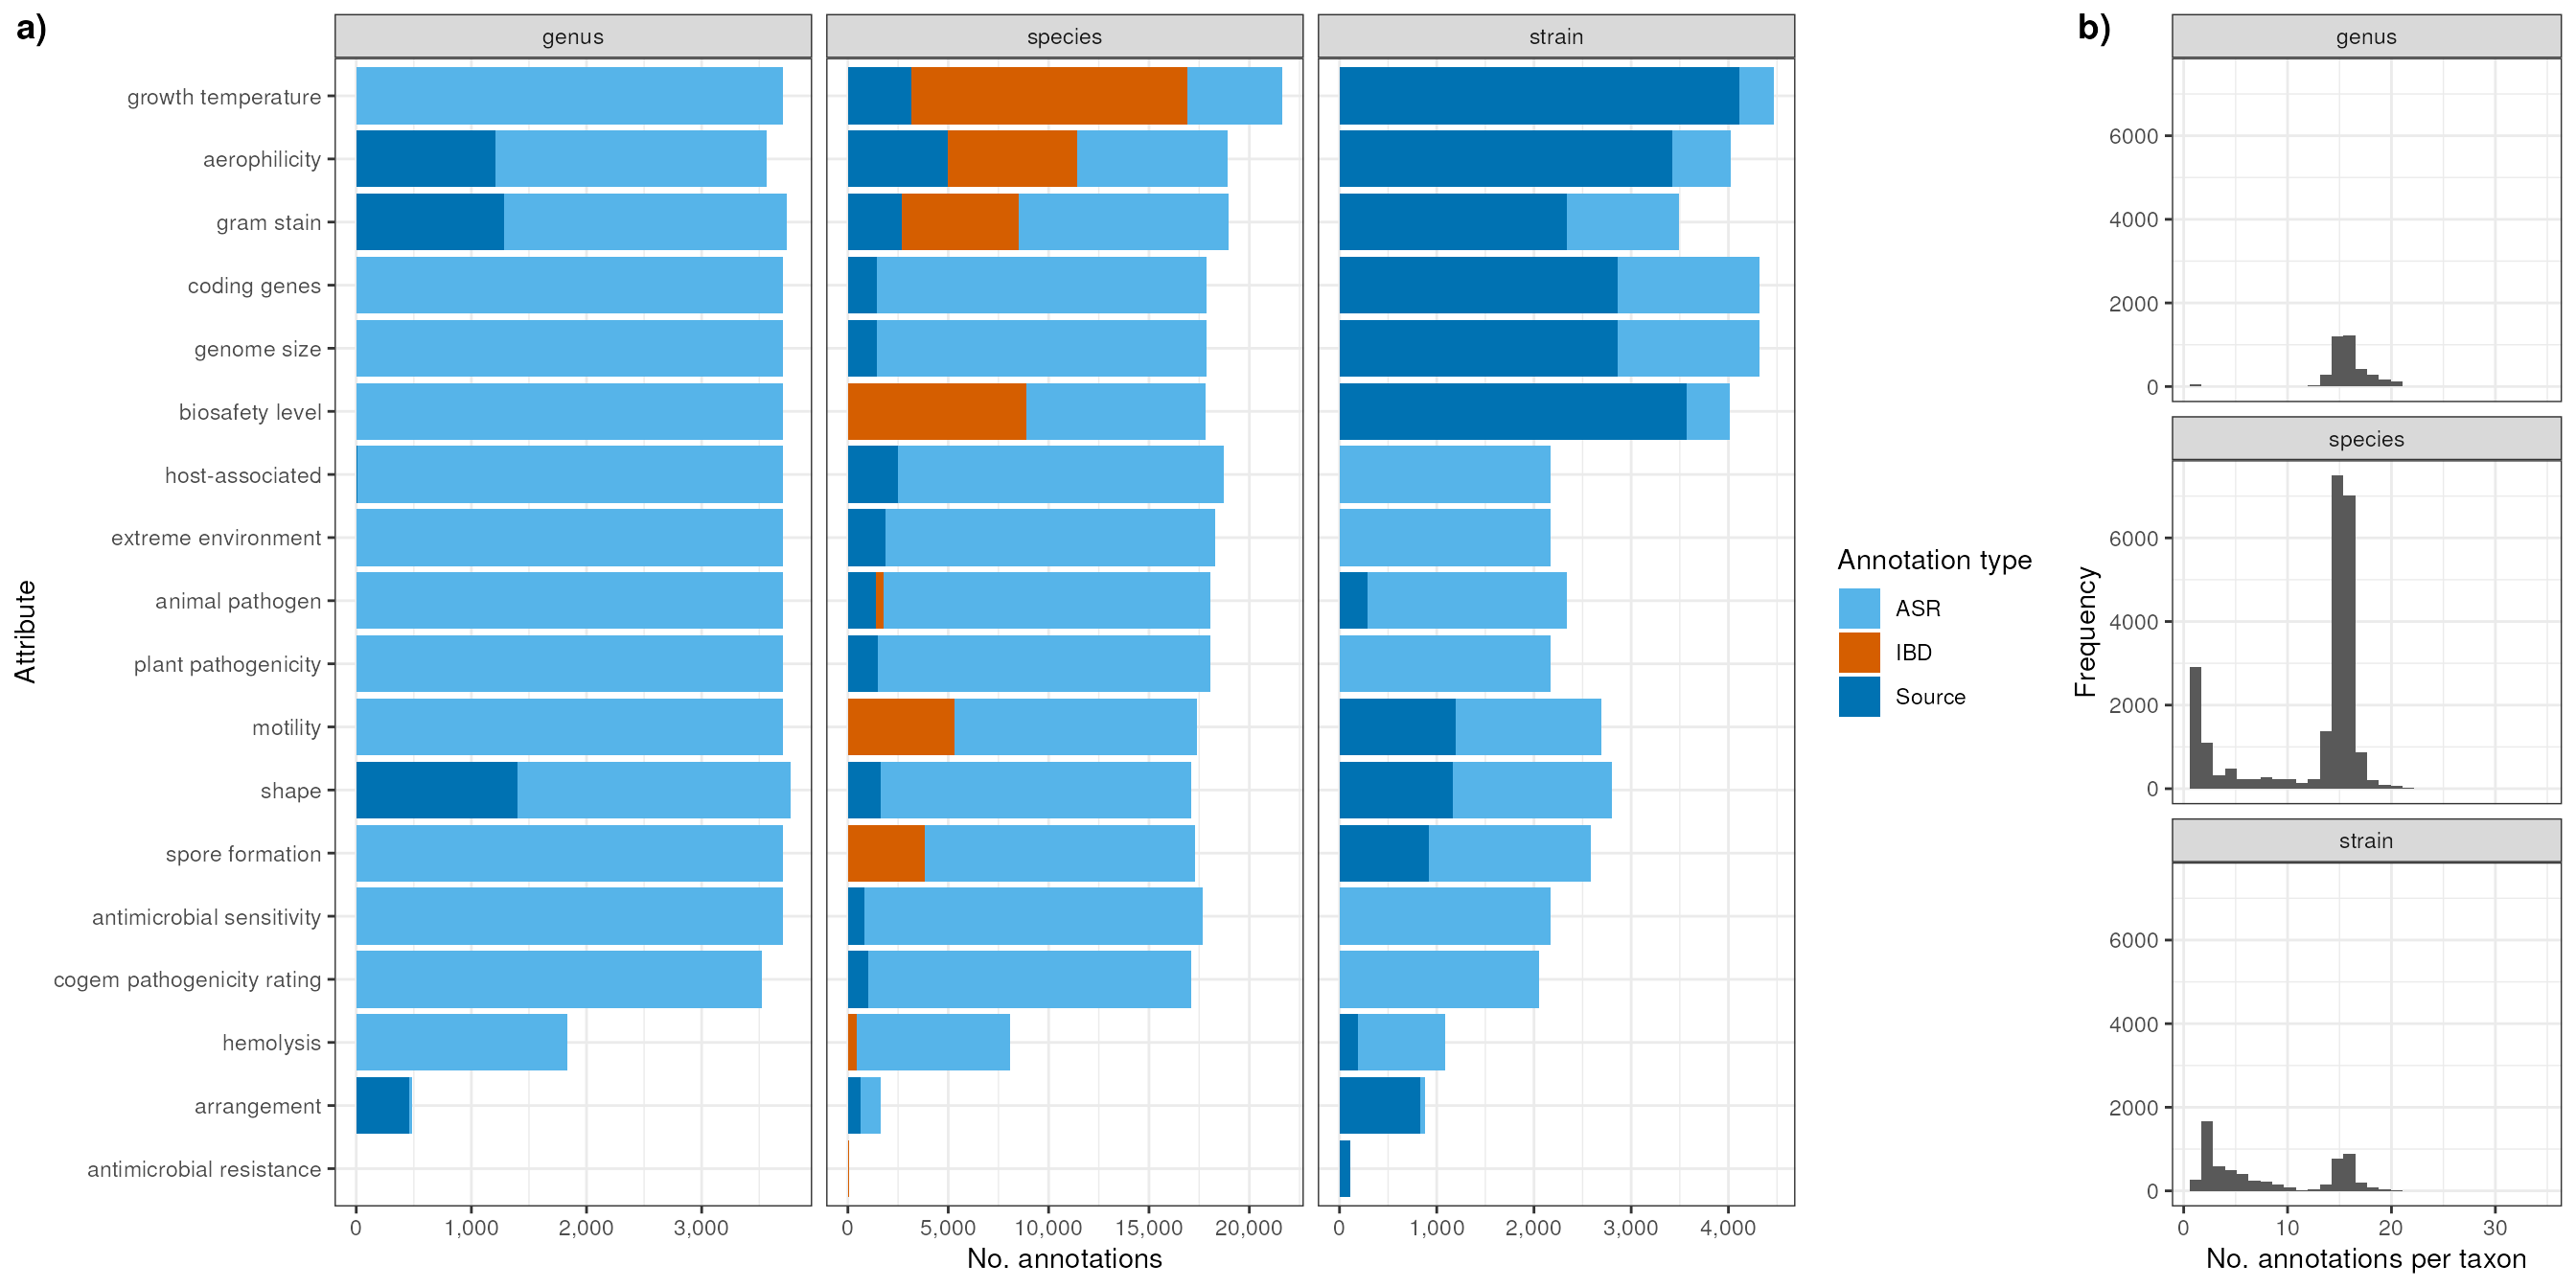 a)
genus
species
strain
growth temperature
aerophilicity
gram stain
coding genes
genome size
biosafety level
host-associated
extreme environment
animal pathogen
plant pathogenicity
motility
shape
spore formation
antimicrobial sensitivity
cogem pathogenicity rating
hemolysis
arrangement
antimicrobial resistance
Attribute
0
1,000
2,000
3,000
0
5,000
10,000
15,000
20,000
0
1,000
2,000
3,000
4,000
No. annotations
Annotation type
ASR
IBD
Source
b)
genus
6000
4000
2000
0
species
6000
4000
2000
0
strain
6000
4000
2000
0
Frequency
0
10
20
30
No. annotations per taxon